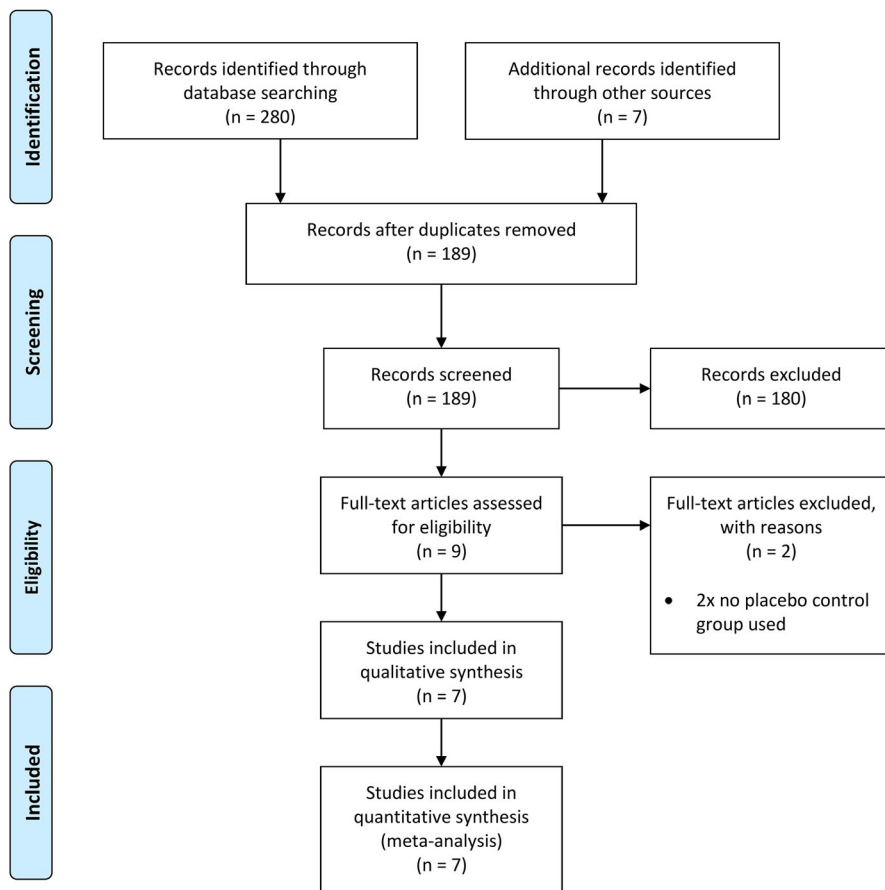 Identification
Records identified through
database searching
(n = 280)
Additional records identified
through other sources
(n = 7)
Records after duplicates removed
(n = 189)
Screening
Records screened
(n = 189)
Records excluded
(n = 180)
Eligibility
Full-text articles assessed
for eligibility
(n = 9)
Full-text articles excluded,
with reasons
(n = 2)
• 2x no placebo control
group used
Studies included in
qualitative synthesis
(n = 7)
Included
Studies included in
quantitative synthesis
(meta-analysis)
(n = 7)